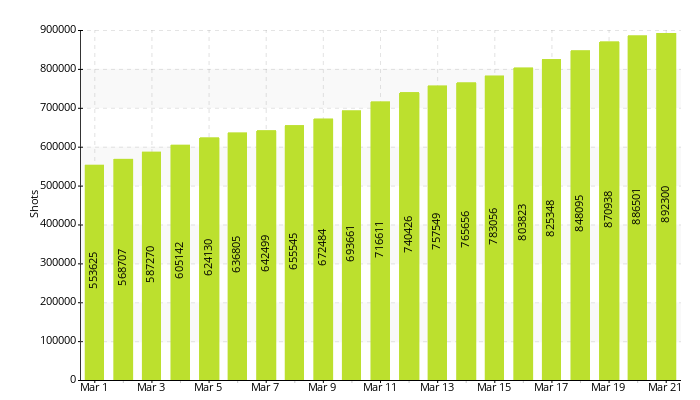 900000
800000
700000
600000
500000
400000
300000
200000
100000
0
Shots
553625
568707
587270
605142
624130
636805
642499
655545
672484
693661
716611
740426
757549
765656
783056
803823
825348
848095
870938
886501
892300
Mar 1
Mar 3
Mar 5
Mar 7
Mar 9
Mar 11
Mar 13
Mar 15
Mar 17
Mar 19
Mar 21